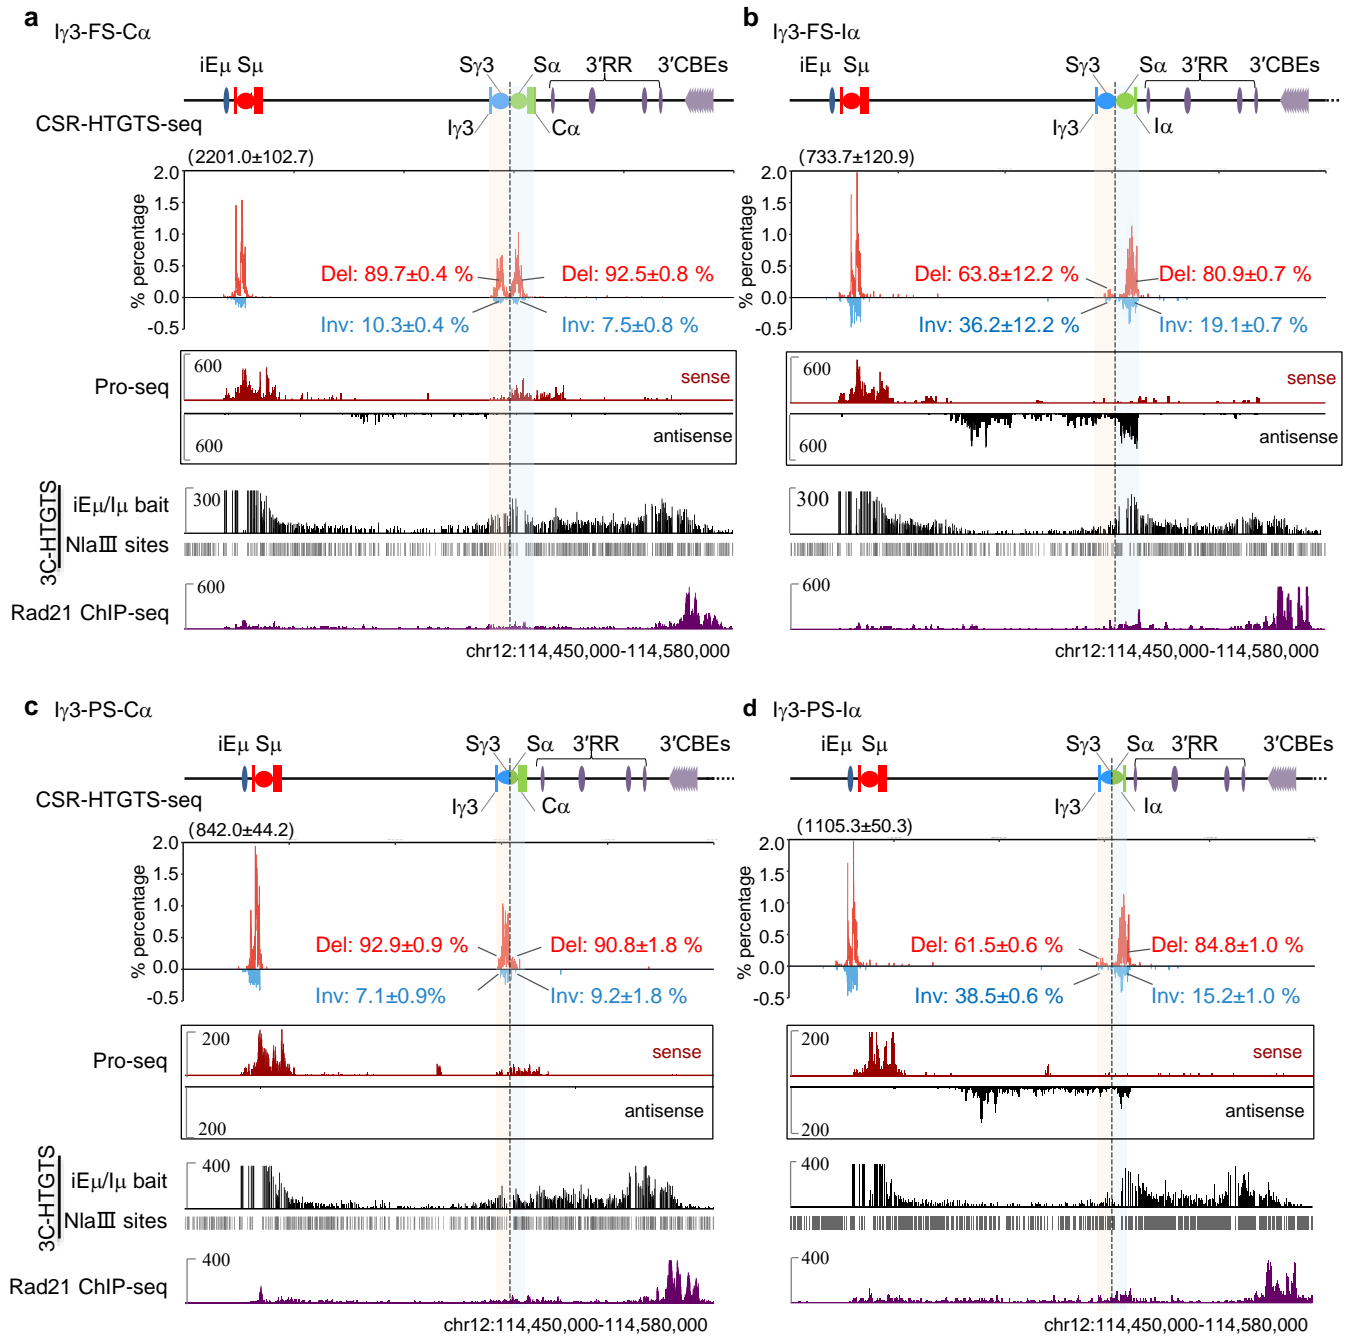 a Iγ3-FS-Cα
iEμ Sμ Sγ3 Sα 3′RR 3′CBEs
CSR-HTGTS-seq Iγ3 Cα
(2201.0±102.7)
% percentage
2.0
1.5
1.0
0.5
0.0
-0.5
Del: 89.7±0.4 % Del: 92.5±0.8 %
Inv: 10.3±0.4 % Inv: 7.5±0.8 %
Pro-seq
600 sense
600 antisense
3C-HTGTS
iEμ/Iμ bait 300
NlaIII sites
Rad21 ChIP-seq 600
chr12:114,450,000-114,580,000
b Iγ3-FS-Iα
iEμ Sμ Sγ3 Sα 3′RR 3′CBEs
Iγ3 Iα
(733.7±120.9)
% percentage
2.0
1.5
1.0
0.5
0.0
-0.5
Del: 63.8±12.2 % Del: 80.9±0.7 %
Inv: 36.2±12.2 % Inv: 19.1±0.7 %
600 sense
600 antisense
300
600
chr12:114,450,000-114,580,000
c Iγ3-PS-Cα
iEμ Sμ Sγ3 Sα 3′RR 3′CBEs
CSR-HTGTS-seq Iγ3 Cα
(842.0±44.2)
% percentage
2.0
1.5
1.0
0.5
0.0
-0.5
Del: 92.9±0.9 % Del: 90.8±1.8 %
Inv: 7.1±0.9% Inv: 9.2±1.8 %
Pro-seq
200 sense
200 antisense
3C-HTGTS
iEμ/Iμ bait 400
NlaIII sites
Rad21 ChIP-seq 400
chr12:114,450,000-114,580,000
d Iγ3-PS-Iα
iEμ Sμ Sγ3 Sα 3′RR 3′CBEs
Iγ3 Iα
(1105.3±50.3)
% percentage
2.0
1.5
1.0
0.5
0.0
-0.5
Del: 61.5±0.6 % Del: 84.8±1.0 %
Inv: 38.5±0.6 % Inv: 15.2±1.0 %
200 sense
200 antisense
400
400
chr12:114,450,000-114,580,000